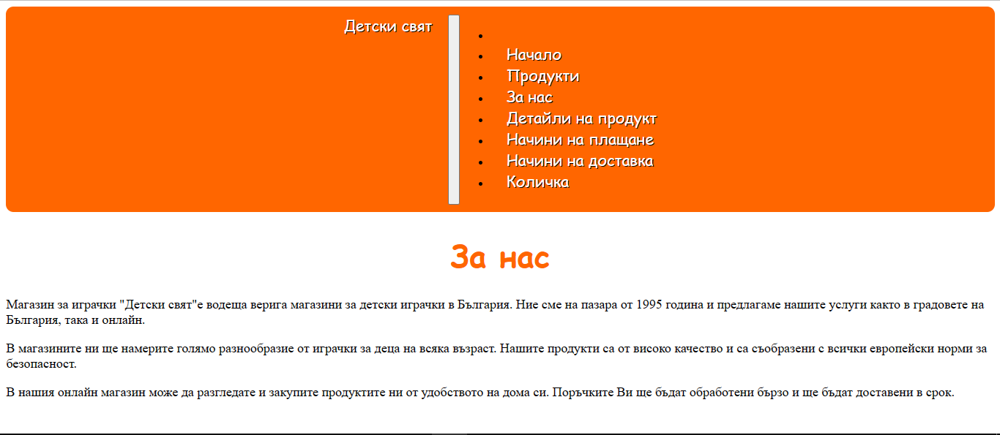 Детски свят
Начало
Продукти
За нас
Детайли на продукт
Начини на плащане
Начини на доставка
Количка
За нас
Магазин за играчки "Детски свят"е водеща верига магазини за детски играчки в България. Ние сме на пазара от 1995 година и предлагаме нашите услуги както в градовете на
България, така и онлайн.
В магазините ни ще намерите голямо разнообразие от играчки за деца на всяка възраст. Нашите продукти са от високо качество и са съобразени с всички европейски норми за
безопасност.
В нашия онлайн магазин може да разгледате и закупите продуктите ни от удобството на дома си. Поръчките Ви ще бъдат обработени бързо и ще бъдат доставени в срок.